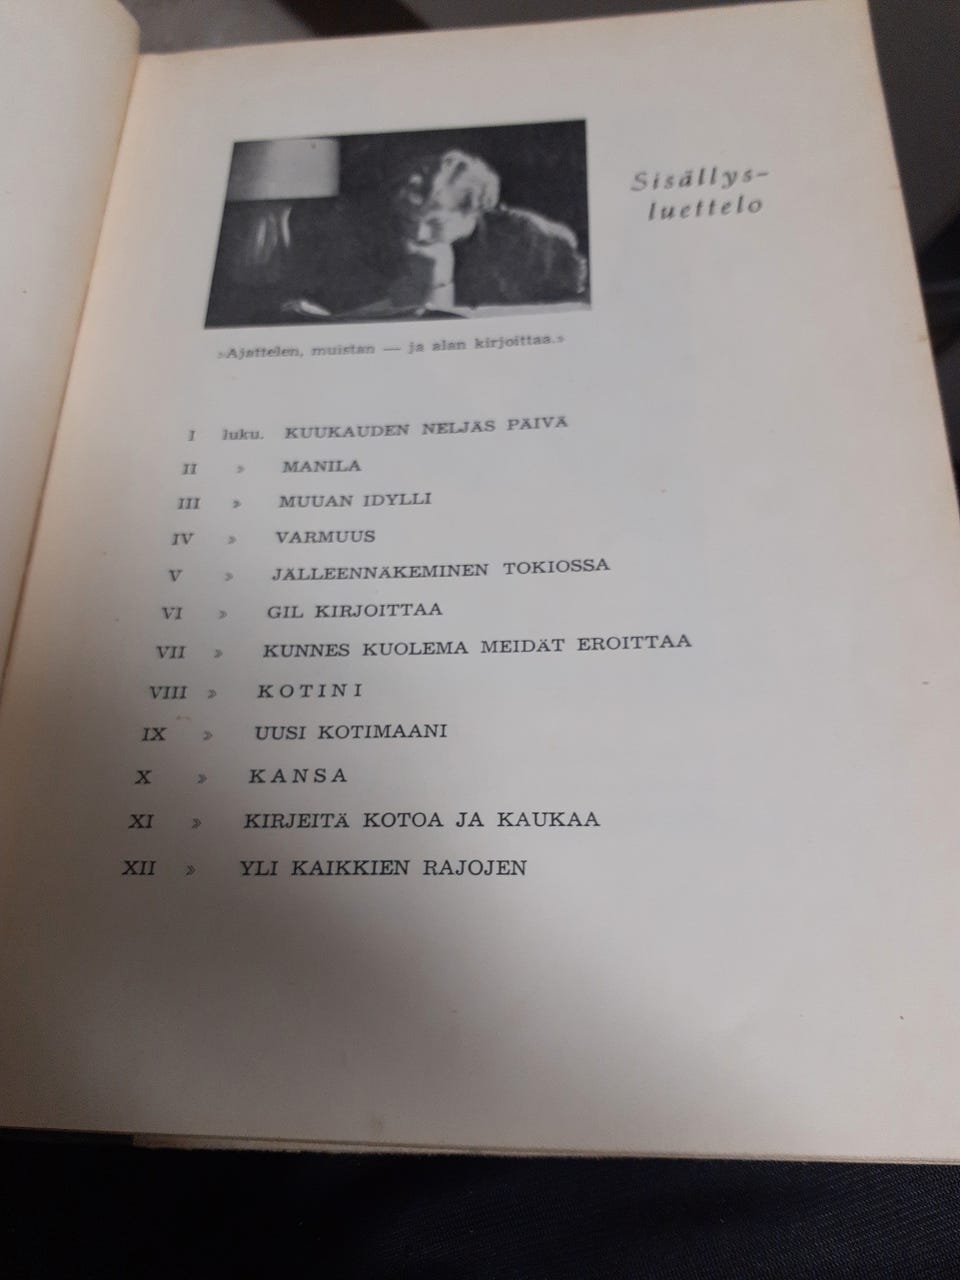 Sisällys-
luettelo
»Ajattelen, muistan — ja alan kirjoittaa.»
I luku. KUUKAUDEN NELJÄS PÄIVÄ
II » MANILA
III » MUUAN IDYLLI
IV » VARMUUS
V » JÄLLEENNÄKEMINEN TOKIOSSA
VI » GIL KIRJOITTAA
VII » KUNNES KUOLEMA MEIDÄT EROITTAA
VIII » KOTINI
IX » UUSI KOTIMAANI
X » KANSA
XI » KIRJEITÄ KOTOA JA KAUKAA
XII » YLI KAIKKIEN RAJOJEN